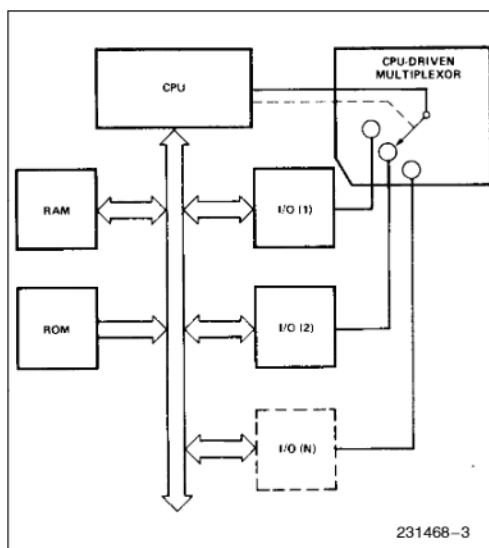 CPU-DRIVEN
MULTIPLEXOR
CPU
RAM
I/O (1)
ROM
I/O (2)
I/O (N)
231468-3